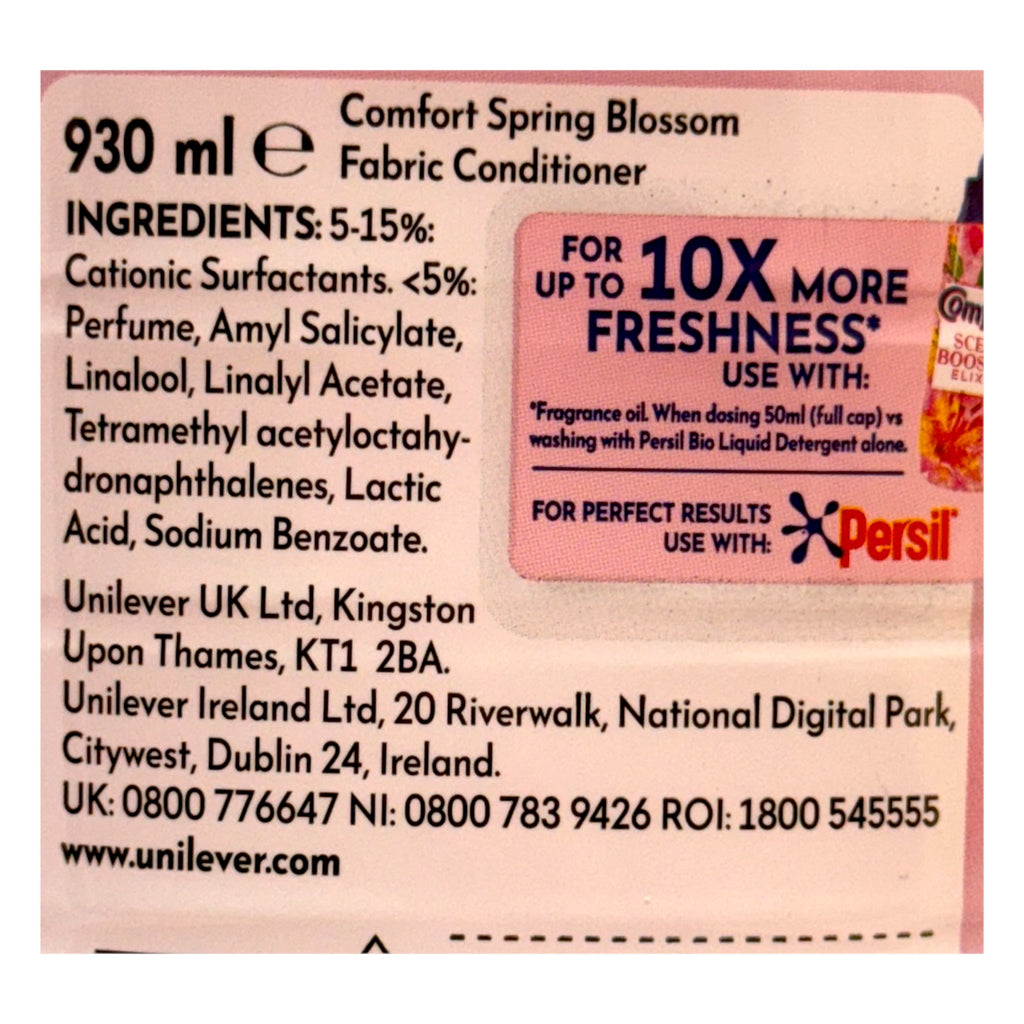 930 ml ℮
Comfort Spring Blossom
Fabric Conditioner
INGREDIENTS: 5-15%:
Cationic Surfactants. <5%:
Perfume, Amyl Salicylate,
Linalool, Linalyl Acetate,
Tetramethyl acetyloctahy-
dronaphthalenes, Lactic
Acid, Sodium Benzoate.
FOR
UP TO 10X MORE
FRESHNESS*
USE WITH:
*Fragrance oil. When dosing 50ml (full cap) vs
washing with Persil Bio Liquid Detergent alone.
FOR PERFECT RESULTS
USE WITH:
Persil
Unilever UK Ltd, Kingston
Upon Thames, KT1 2BA.
Unilever Ireland Ltd, 20 Riverwalk, National Digital Park,
Citywest, Dublin 24, Ireland.
UK: 0800 776647 NI: 0800 783 9426 ROI: 1800 545555
www.unilever.com